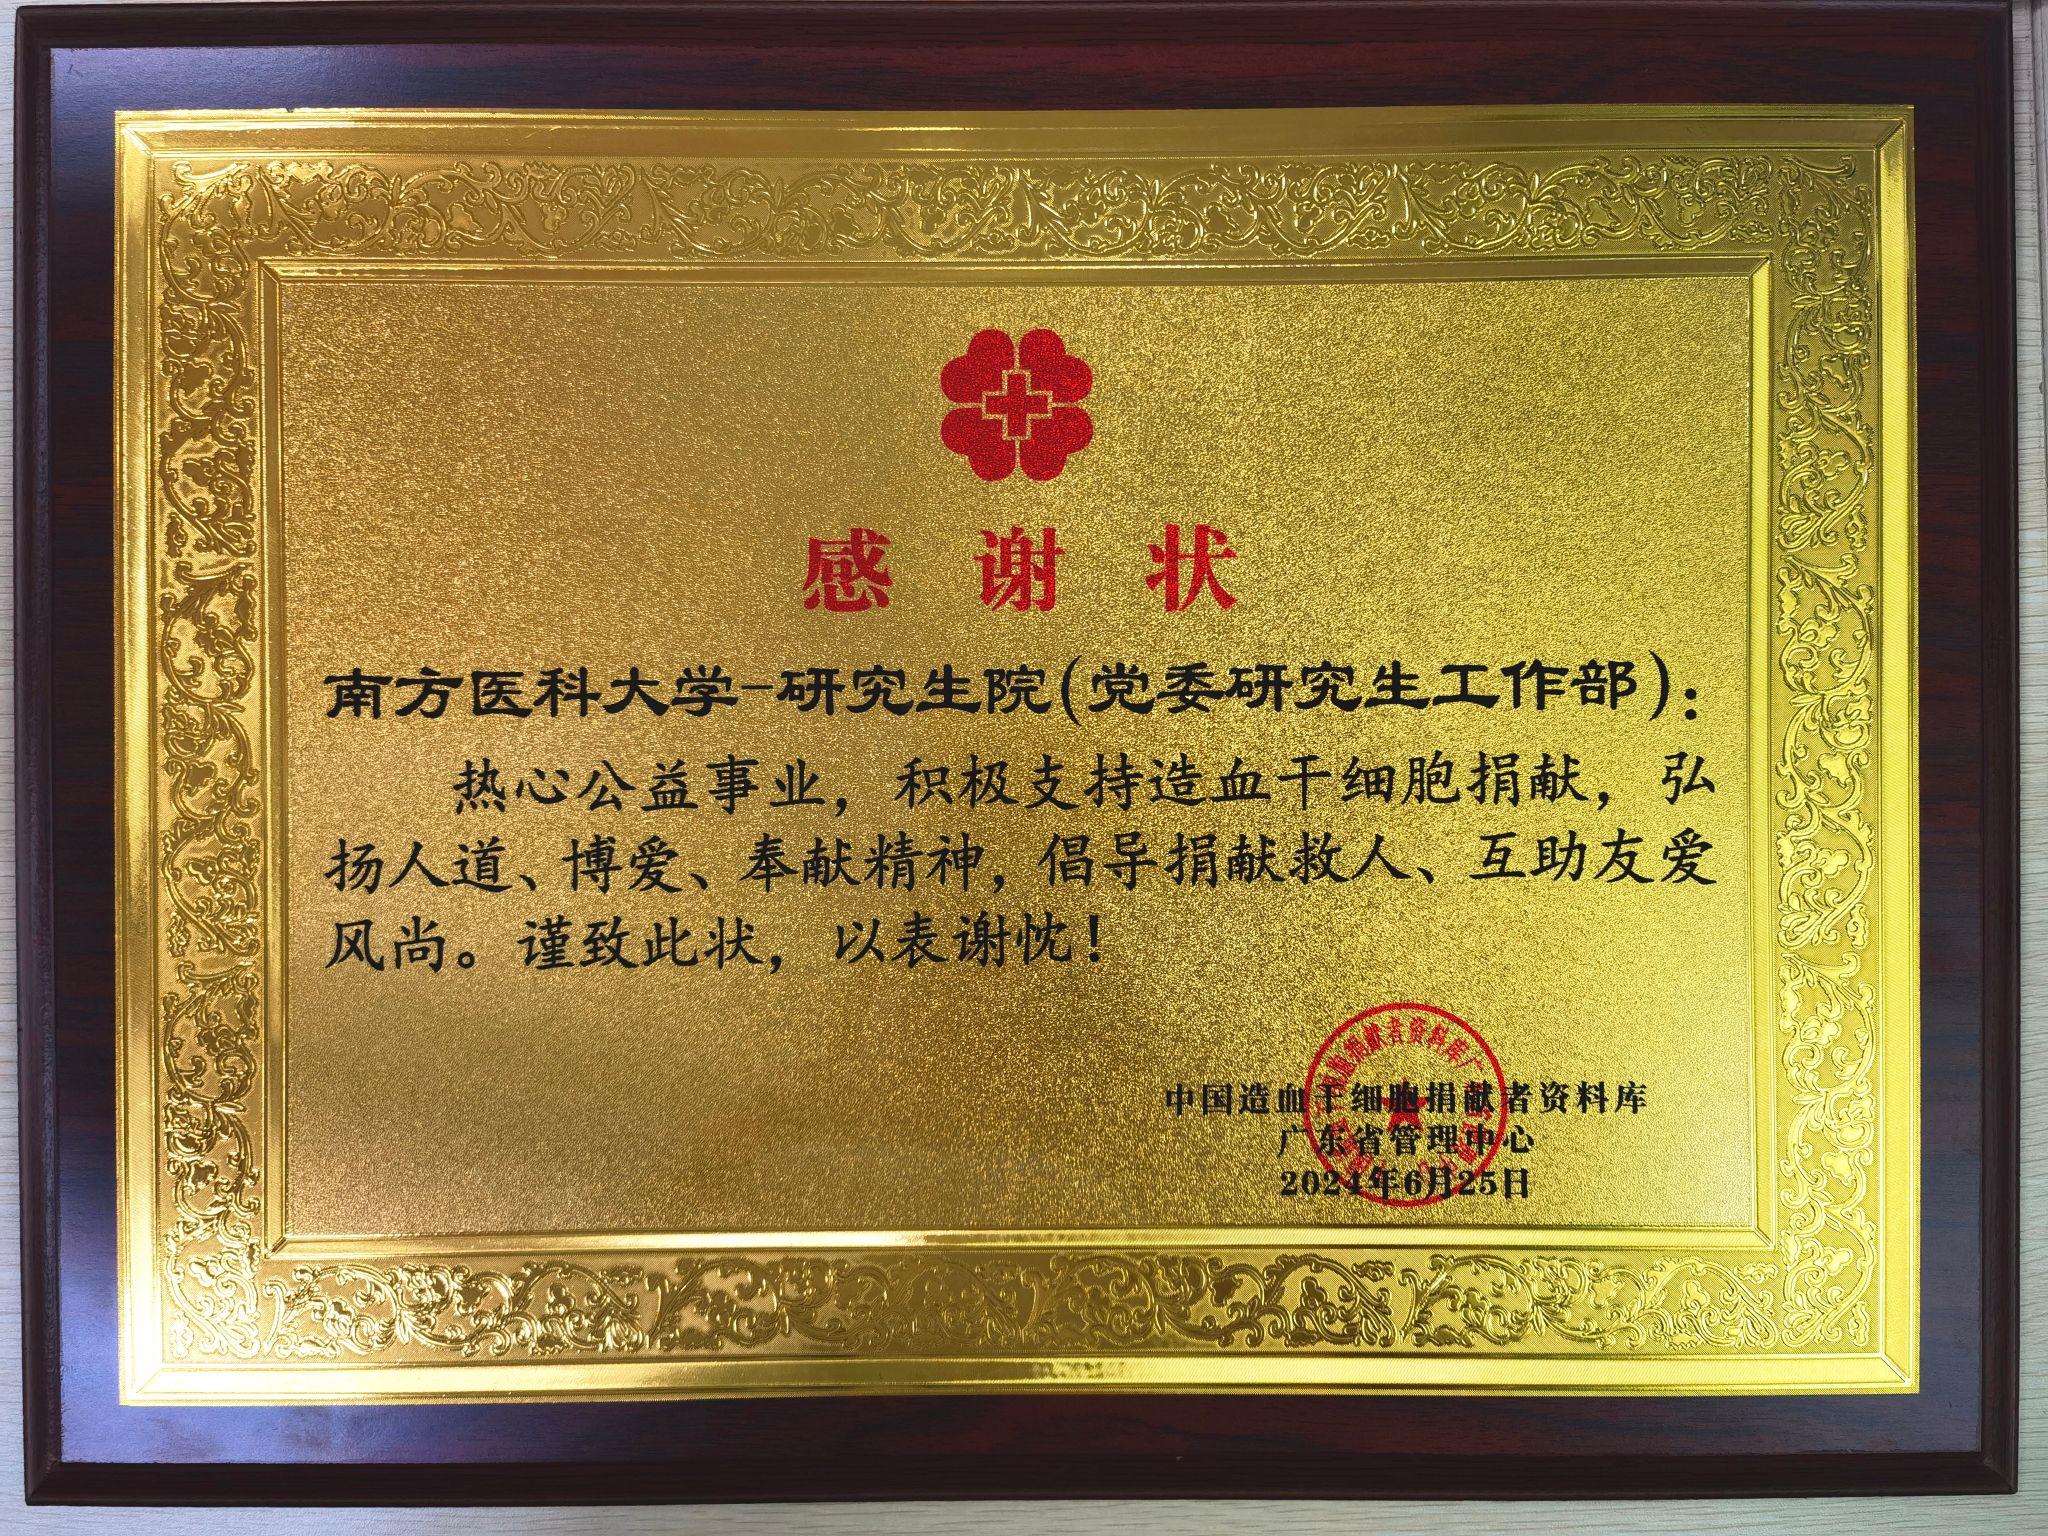 感谢状
南方医科大学-研究生院(党委研究生工作部)：
热心公益事业，积极支持造血干细胞捐献，弘
扬人道、博爱、奉献精神，倡导捐献救人、互助友爱
风尚。谨致此状，以表谢忱！
中国造血干细胞捐献者资料库
广东省管理中心
2024年6月25日